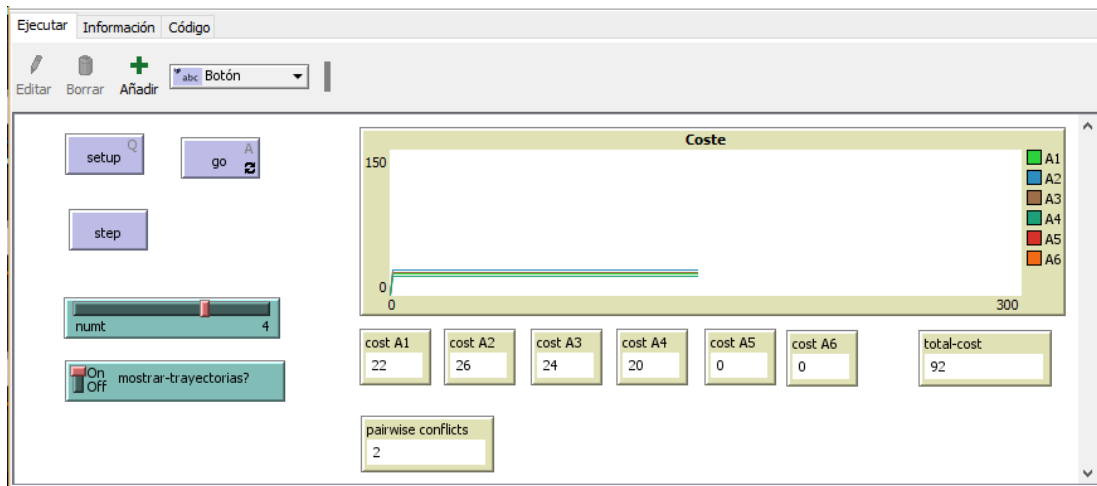 Ejecutar Información Código
Editar Borrar Añadir abc Botón
setup Q
go A
step
numt 4
On
Off
mostrar-trayectorias?
Coste
150
0
0 300
A1
A2
A3
A4
A5
A6
cost A1
22
cost A2
26
cost A3
24
cost A4
20
cost A5
0
cost A6
0
total-cost
92
pairwise conflicts
2